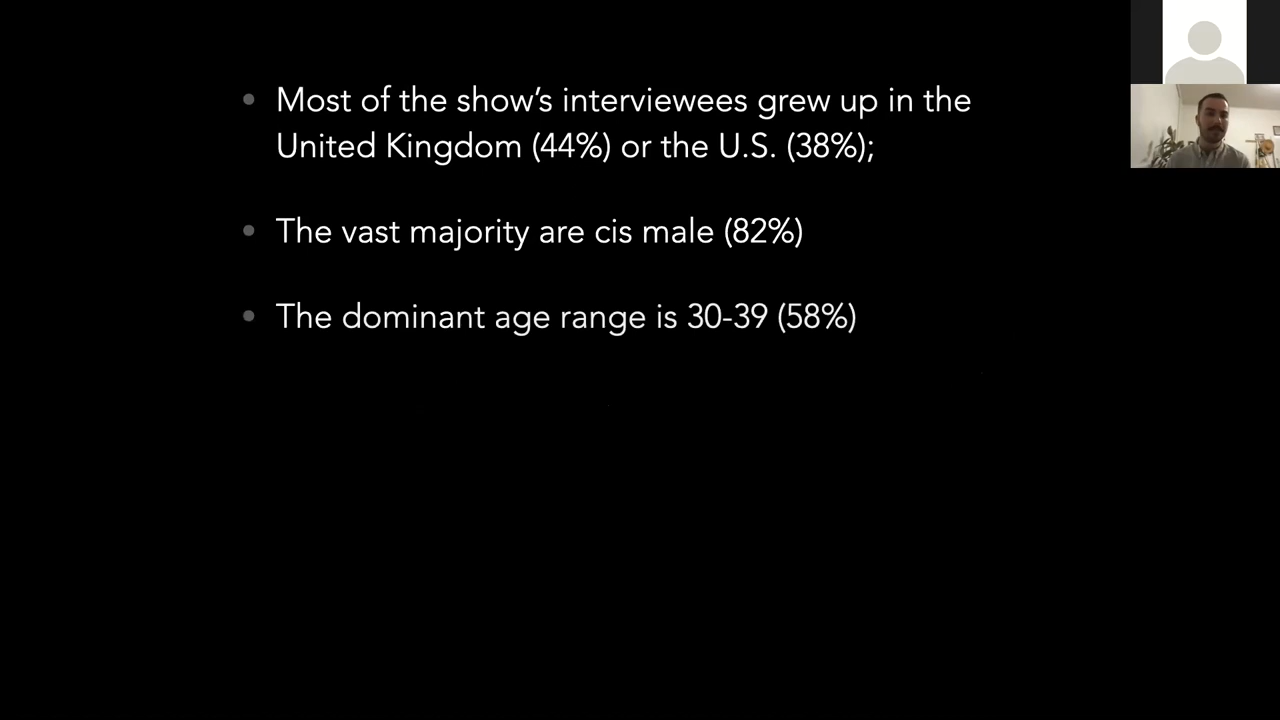 Most of the show’s interviewees grew up in the
United Kingdom (44%) or the U.S. (38%);
The vast majority are cis male (82%)
The dominant age range is 30-39 (58%)